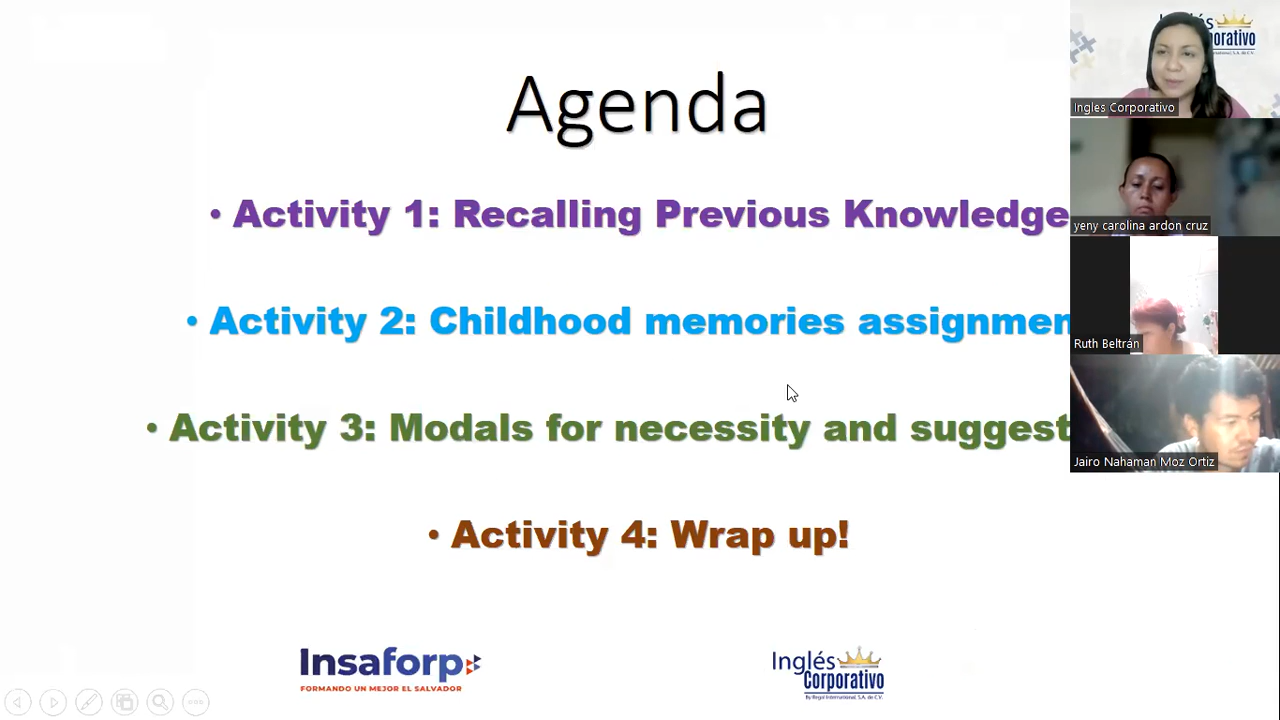 Agenda
• Activity 1: Recalling Previous Knowledge
• Activity 2: Childhood memories assignmen
• Activity 3: Modals for necessity and suggest
• Activity 4: Wrap up!
Insaforp
FORMANDO UN MEJOR EL SALVADOR
Inglés
Corporativo
By Regar International, S.A. de C.V.
Ingles Corporativo
yeny carolina ardon cruz
Ruth Beltrán
Jairo Nahaman Moz Ortiz